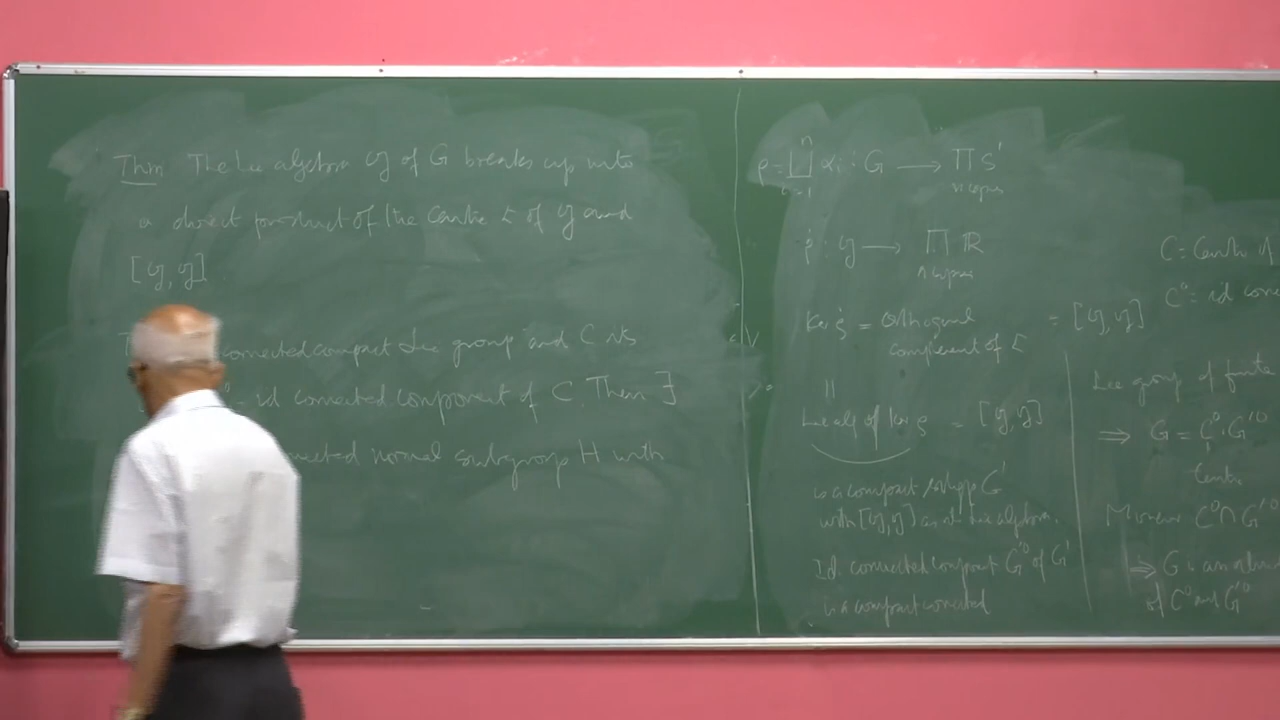 Thm The Lie algebra 𝔤 of G breaks up into
a direct product of the centre 𝔠 of 𝔤 and
[𝔤, 𝔤]
connected compact Lie group and C its
id connected component of C Then ∃
normal subgroup H with
ρ = ∐ⁿᵢ₌₁ αᵢ : G → Π S¹
n copies
ρ̇ : 𝔤 → Π ℝ
n copies
Ker ρ̇ = Orthogonal = [𝔤, 𝔤]
complement of 𝔠
||
Lie alg of Ker ρ = [𝔤, 𝔤]
is a compact subgp G'
with [𝔤, 𝔤] as its Lie algebra.
Id. connected component G'⁰ of G'
is a compact connected
C = Centre of
C⁰ = id conn
Lie group of finite
⇒ G = C⁰. G'⁰
Centre
Moreover C⁰ ∩ G'⁰
⇒ G is an
of C⁰ and G'⁰